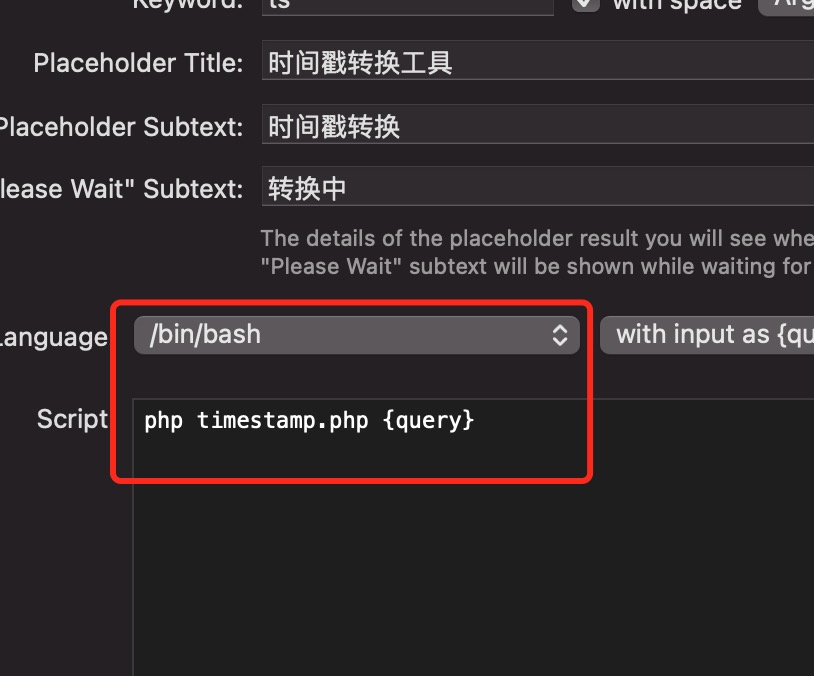 Keyword: ts with space
Placeholder Title: 时间戳转换工具
Placeholder Subtext: 时间戳转换
lease Wait" Subtext: 转换中
The details of the placeholder result you will see whe
"Please Wait" subtext will be shown while waiting for
Language /bin/bash with input as {qu
Script php timestamp.php {query}